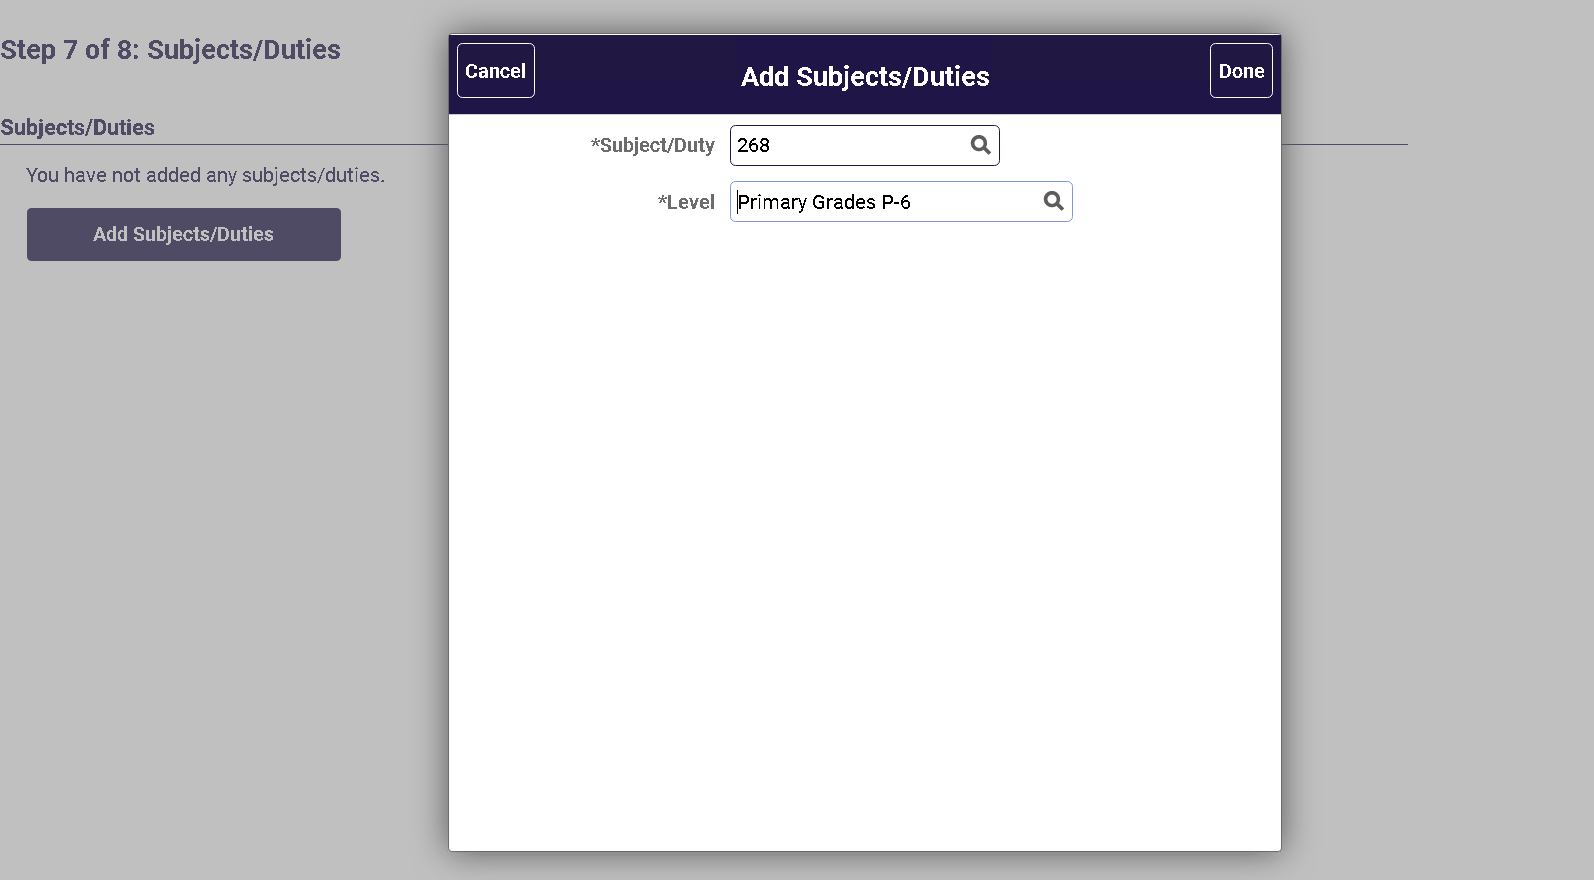 Step 7 of 8: Subjects/Duties
Subjects/Duties
You have not added any subjects/duties.
Add Subjects/Duties
Cancel
Add Subjects/Duties
Done
*Subject/Duty 268
*Level Primary Grades P-6